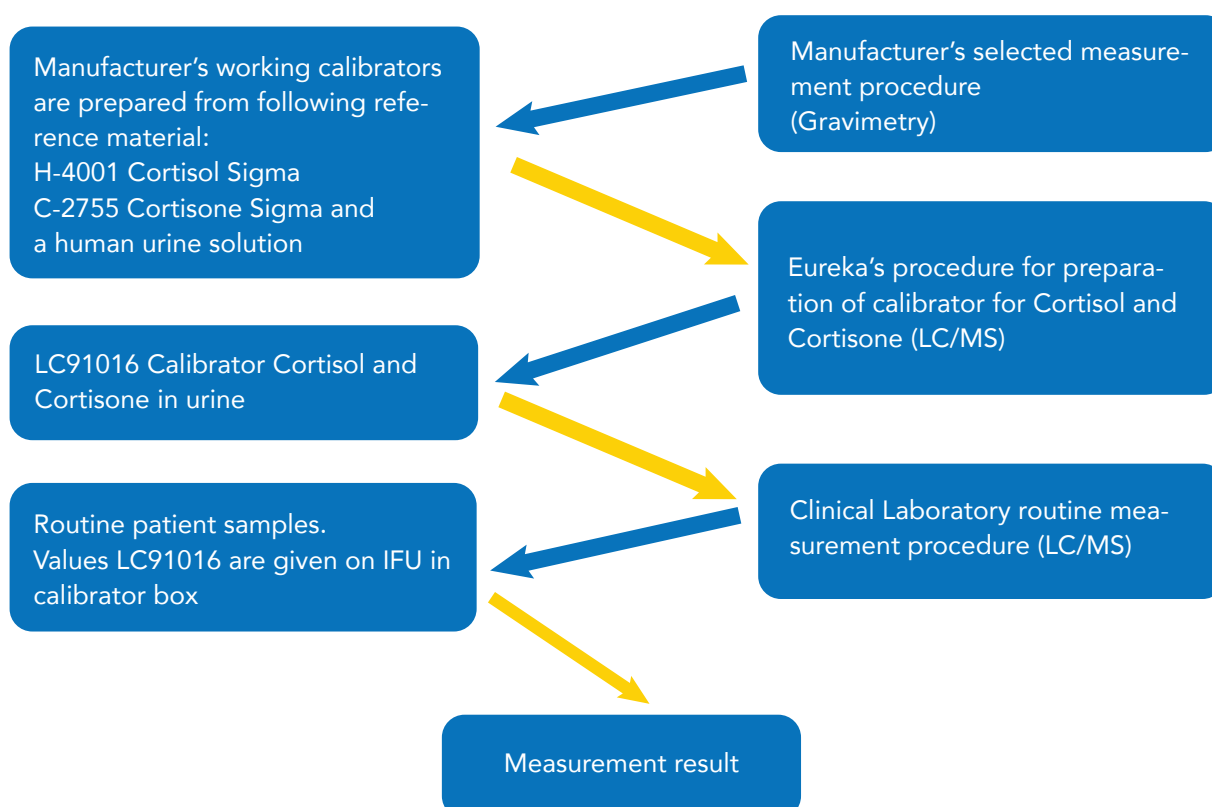 Manufacturer's working calibrators
are prepared from following refe-
rence material:
H-4001 Cortisol Sigma
C-2755 Cortisone Sigma and
a human urine solution
Manufacturer's selected measure-
ment procedure
(Gravimetry)
Eureka's procedure for prepara-
tion of calibrator for Cortisol and
Cortisone (LC/MS)
LC91016 Calibrator Cortisol and
Cortisone in urine
Clinical Laboratory routine mea-
surement procedure (LC/MS)
Routine patient samples.
Values LC91016 are given on IFU in
calibrator box
Measurement result